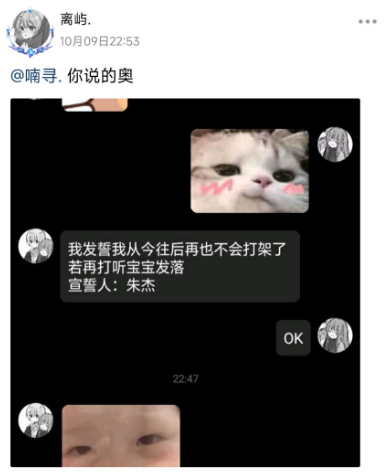 离屿.
10月09日22:53
@喃寻. 你说的奥
我发誓我从今往后再也不会打架了
若再打听宝宝发落
宣誓人：朱杰
OK
22:47